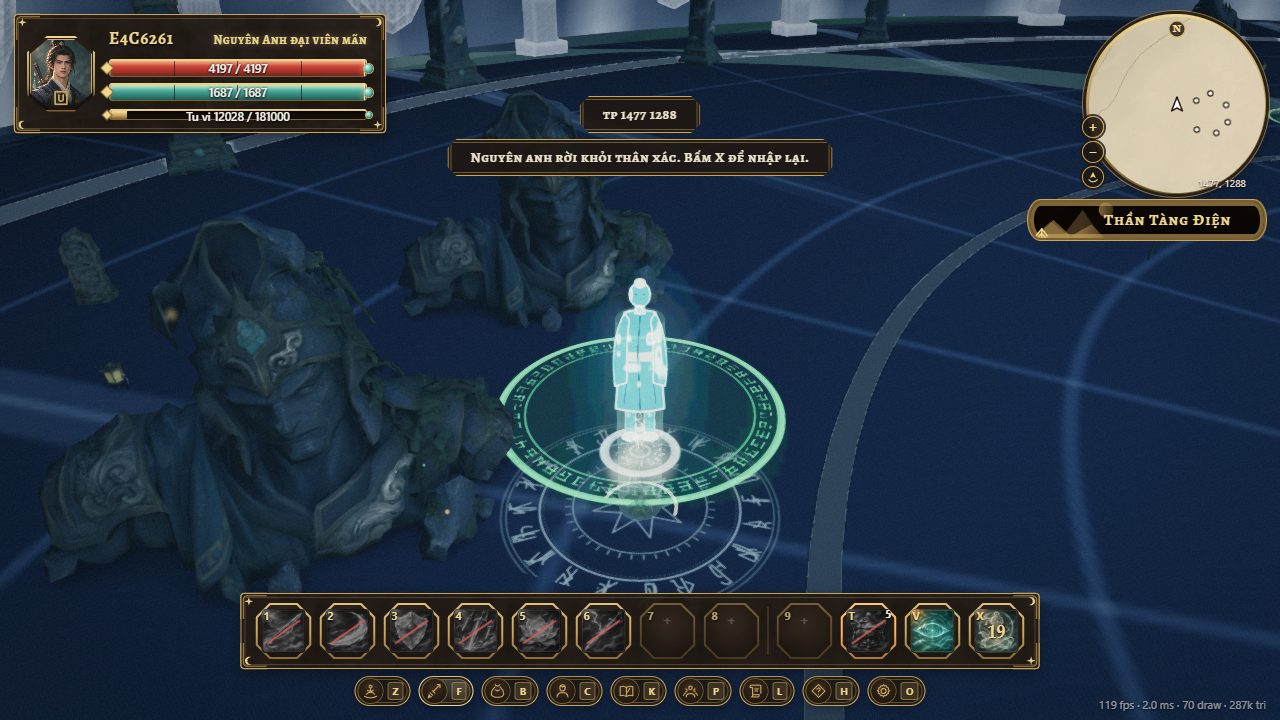 E4C6261
Nguyên Anh đại viên mãn
4197 / 4197
1687 / 1687
Tu vi 12028 / 181000
U
TP 1477 1288
Nguyên anh rời khỏi thân xác. Bấm X để nhập lại.
N
+
−
1477, 1288
Thần Tàng Điện
1 2 3 4 5 6 7 8 9 T 5 V X 19
Z F B C K P L H O
119 fps · 2.0 ms · 70 draw · 287k tri